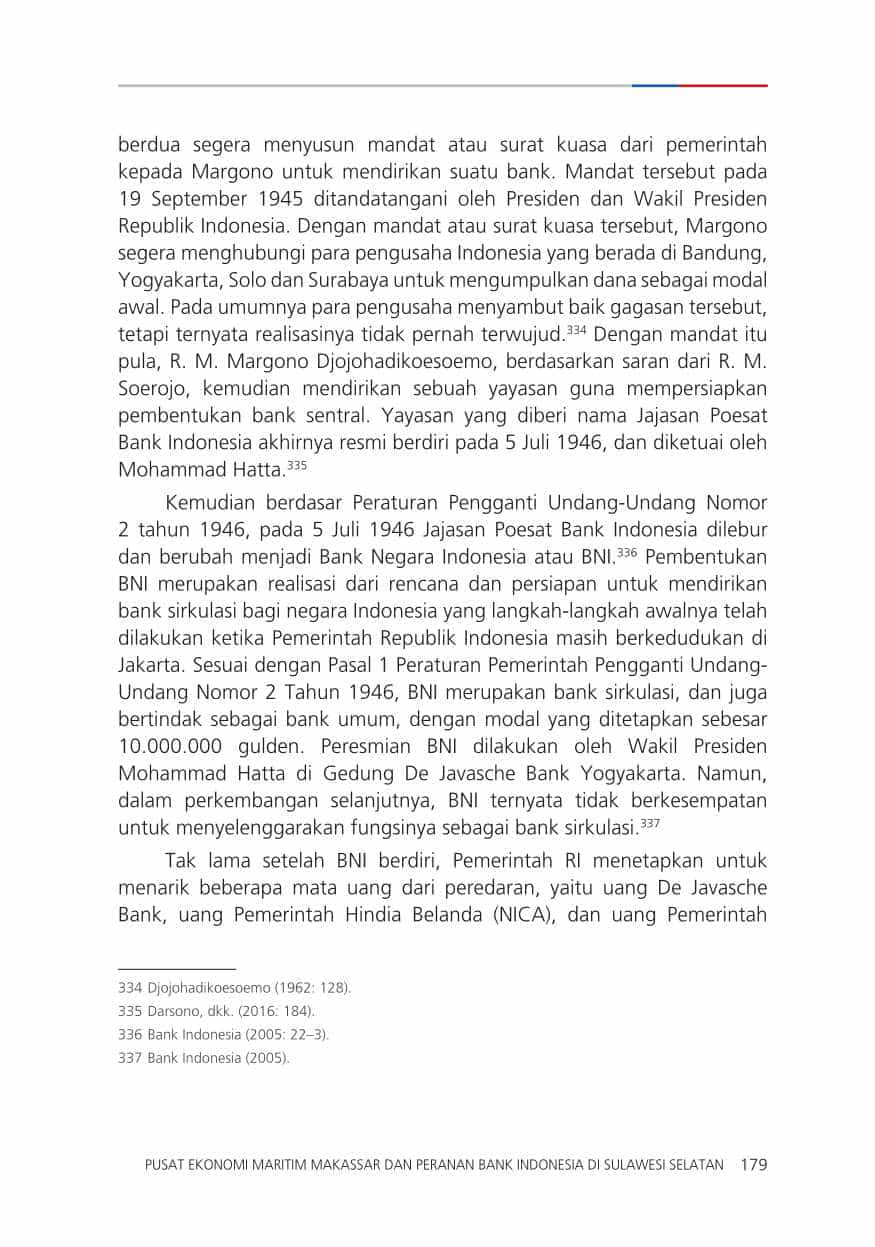 berdua segera menyusun mandat atau surat kuasa dari pemerintah
kepada Margono untuk mendirikan suatu bank. Mandat tersebut pada
19 September 1945 ditandatangani oleh Presiden dan Wakil Presiden
Republik Indonesia. Dengan mandat atau surat kuasa tersebut, Margono
segera menghubungi para pengusaha Indonesia yang berada di Bandung,
Yogyakarta, Solo dan Surabaya untuk mengumpulkan dana sebagai modal
awal. Pada umumnya para pengusaha menyambut baik gagasan tersebut,
tetapi ternyata realisasinya tidak pernah terwujud.334 Dengan mandat itu
pula, R. M. Margono Djojohadikoesoemo, berdasarkan saran dari R. M.
Soerojo, kemudian mendirikan sebuah yayasan guna mempersiapkan
pembentukan bank sentral. Yayasan yang diberi nama Jajasan Poesat
Bank Indonesia akhirnya resmi berdiri pada 5 Juli 1946, dan diketuai oleh
Mohammad Hatta.335
Kemudian berdasar Peraturan Pengganti Undang-Undang Nomor
2 tahun 1946, pada 5 Juli 1946 Jajasan Poesat Bank Indonesia dilebur
dan berubah menjadi Bank Negara Indonesia atau BNI.336 Pembentukan
BNI merupakan realisasi dari rencana dan persiapan untuk mendirikan
bank sirkulasi bagi negara Indonesia yang langkah-langkah awalnya telah
dilakukan ketika Pemerintah Republik Indonesia masih berkedudukan di
Jakarta. Sesuai dengan Pasal 1 Peraturan Pemerintah Pengganti Undang-
Undang Nomor 2 Tahun 1946, BNI merupakan bank sirkulasi, dan juga
bertindak sebagai bank umum, dengan modal yang ditetapkan sebesar
10.000.000 gulden. Peresmian BNI dilakukan oleh Wakil Presiden
Mohammad Hatta di Gedung De Javasche Bank Yogyakarta. Namun,
dalam perkembangan selanjutnya, BNI ternyata tidak berkesempatan
untuk menyelenggarakan fungsinya sebagai bank sirkulasi.337
Tak lama setelah BNI berdiri, Pemerintah RI menetapkan untuk
menarik beberapa mata uang dari peredaran, yaitu uang De Javasche
Bank, uang Pemerintah Hindia Belanda (NICA), dan uang Pemerintah
334 Djojohadikoesoemo (1962: 128).
335 Darsono, dkk. (2016: 184).
336 Bank Indonesia (2005: 22–3).
337 Bank Indonesia (2005).
PUSAT EKONOMI MARITIM MAKASSAR DAN PERANAN BANK INDONESIA DI SULAWESI SELATAN 179